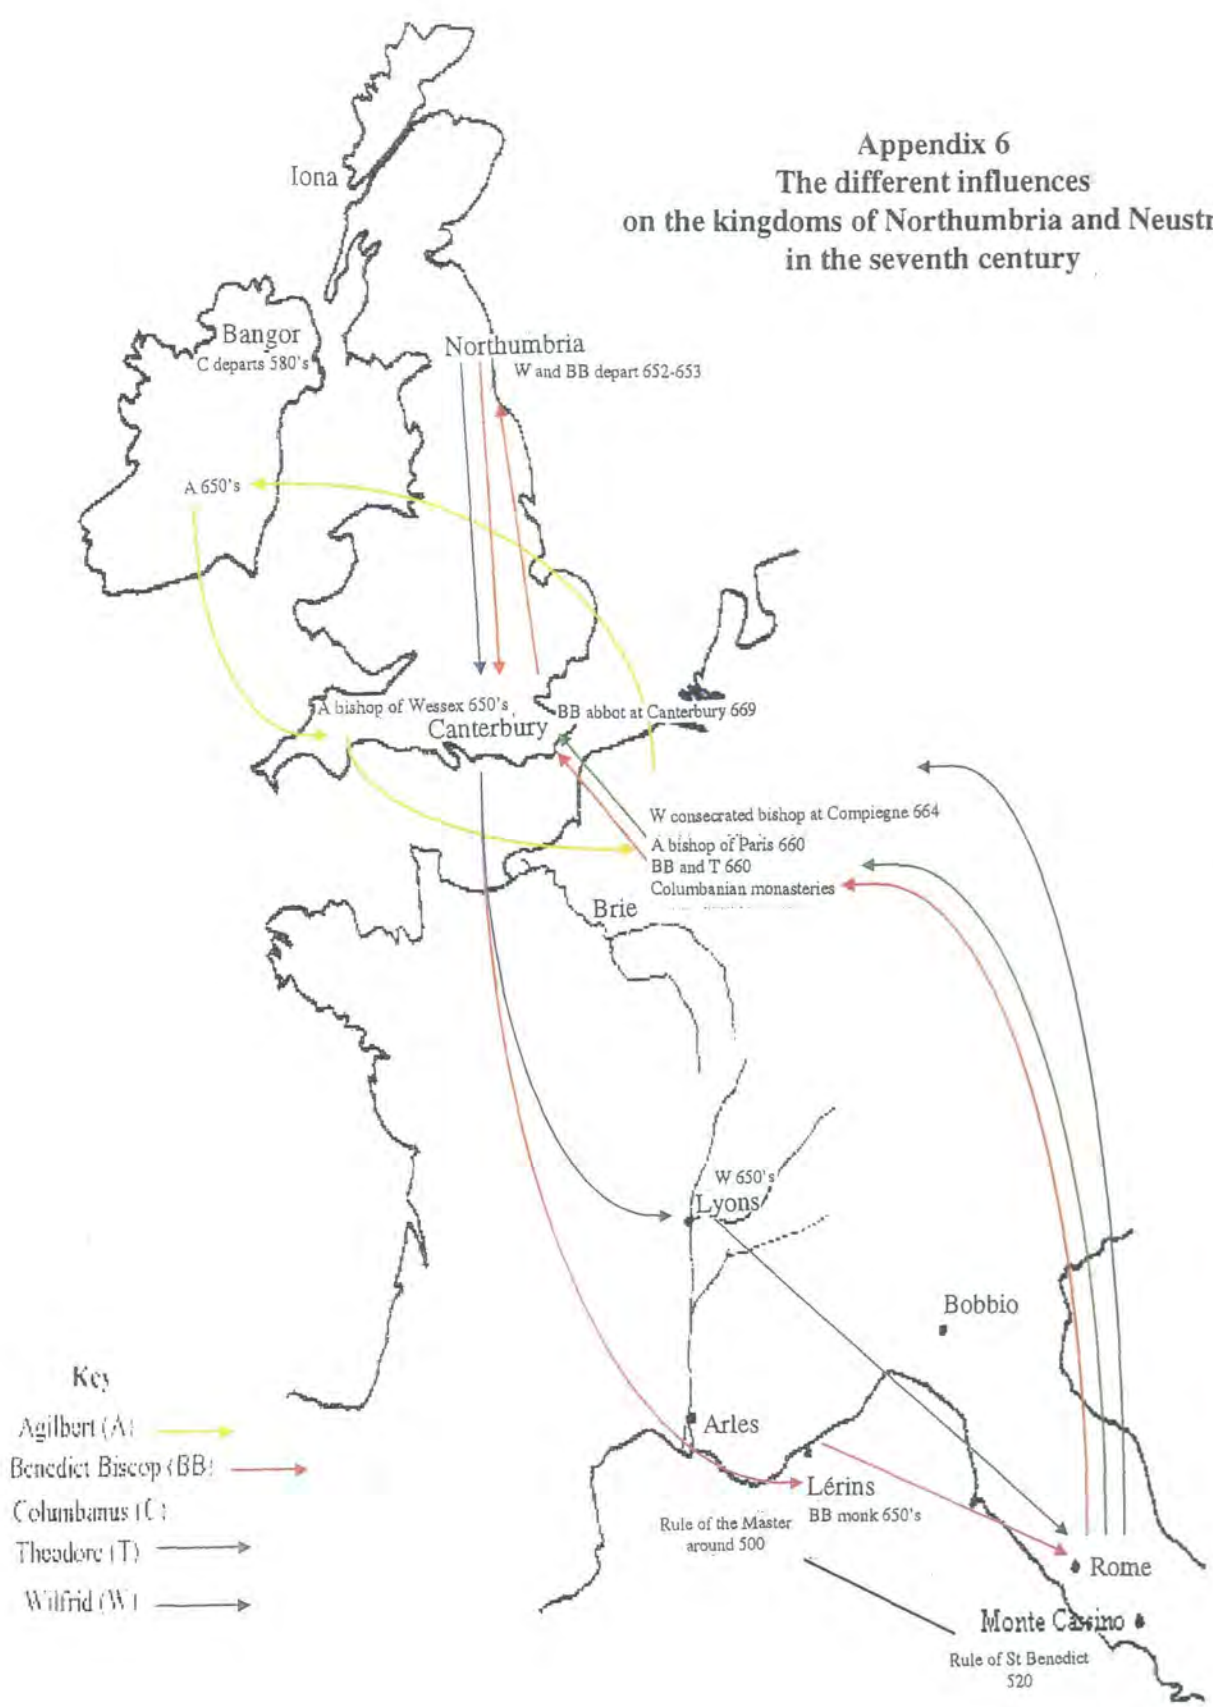 Appendix 6
The different influences
on the kingdoms of Northumbria and Neustr
in the seventh century
Iona
Bangor
C departs 580's
Northumbria
W and BB depart 652-653
A 650's
A bishop of Wessex 650's
BB abbot at Canterbury 669
Canterbury
W consecrated bishop at Compiegne 664
A bishop of Paris 660
BB and T 660
Columbanian monasteries
Brie
W 650's
Lyons
Bobbio
Arles
Lérins
BB monk 650's
Rule of the Master
around 500
Rome
Monte Cassino
Rule of St Benedict
520
Key
Agilbert (A)
Benedict Biscop (BB)
Columbanus (C)
Theodore (T)
Wilfrid (W)